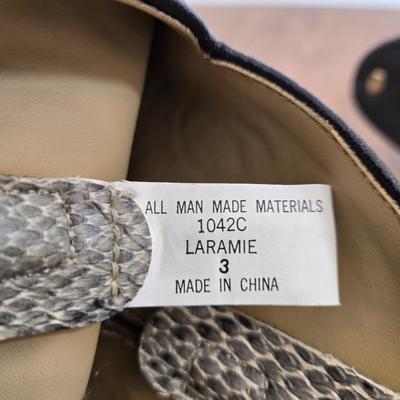 ALL MAN MADE MATERIALS
1042C
LARAMIE
3
MADE IN CHINA